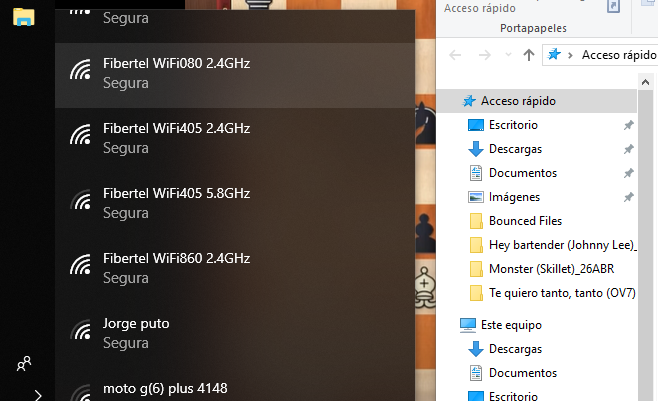 Fibertel WiFi080 2.4GHz
Segura
Fibertel WiFi405 2.4GHz
Segura
Fibertel WiFi405 5.8GHz
Segura
Fibertel WiFi860 2.4GHz
Segura
Jorge puto
Segura
moto g(6) plus 4148
Acceso rápido
Portapapeles
Acceso rápido
Acceso rápido
Escritorio
Descargas
Documentos
Imágenes
Bounced Files
Hey bartender (Johnny Lee)_
Monster (Skillet)_26ABR
Te quiero tanto, tanto (OV7)
Este equipo
Descargas
Documentos
Escritorio